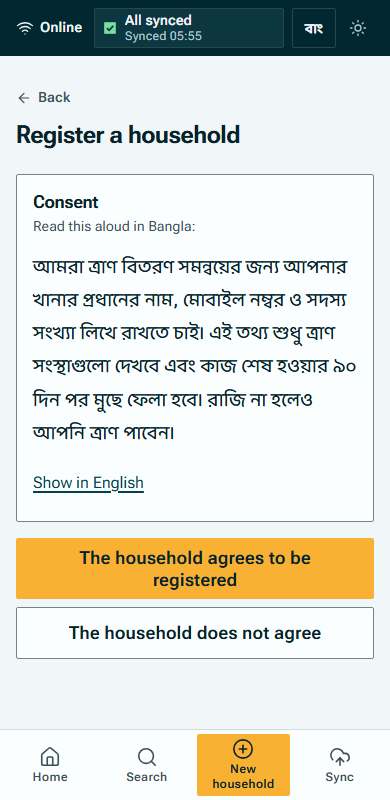 Online
All synced
Synced 05:55
বাং
Back
Register a household
Consent
Read this aloud in Bangla:
আমরা ত্রাণ বিতরণ সমন্বয়ের জন্য আপনার
খানার প্রধানের নাম, মোবাইল নম্বর ও সদস্য
সংখ্যা লিখে রাখতে চাই। এই তথ্য শুধু ত্রাণ
সংস্থাগুলো দেখবে এবং কাজ শেষ হওয়ার ৯০
দিন পর মুছে ফেলা হবে। রাজি না হলেও
আপনি ত্রাণ পাবেন।
Show in English
The household agrees to be
registered
The household does not agree
Home
Search
New
household
Sync